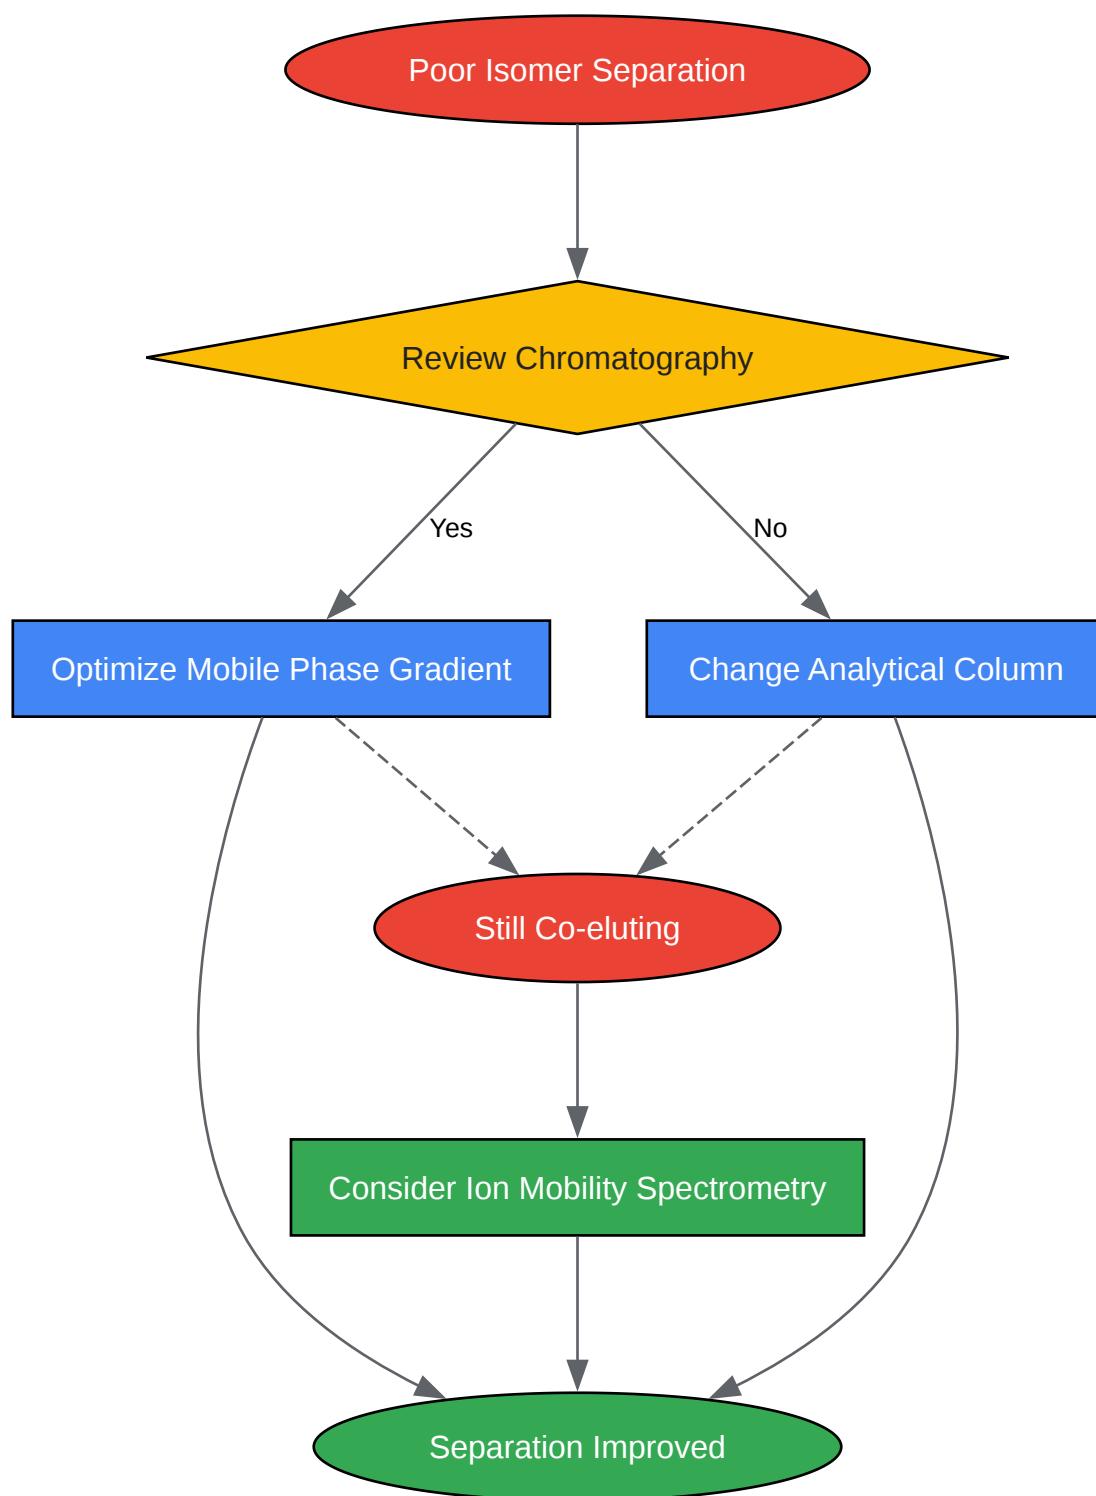 Poor Isomer Separation
Review Chromatography
Yes
No
Optimize Mobile Phase Gradient
Change Analytical Column
Still Co-eluting
Consider Ion Mobility Spectrometry
Separation Improved